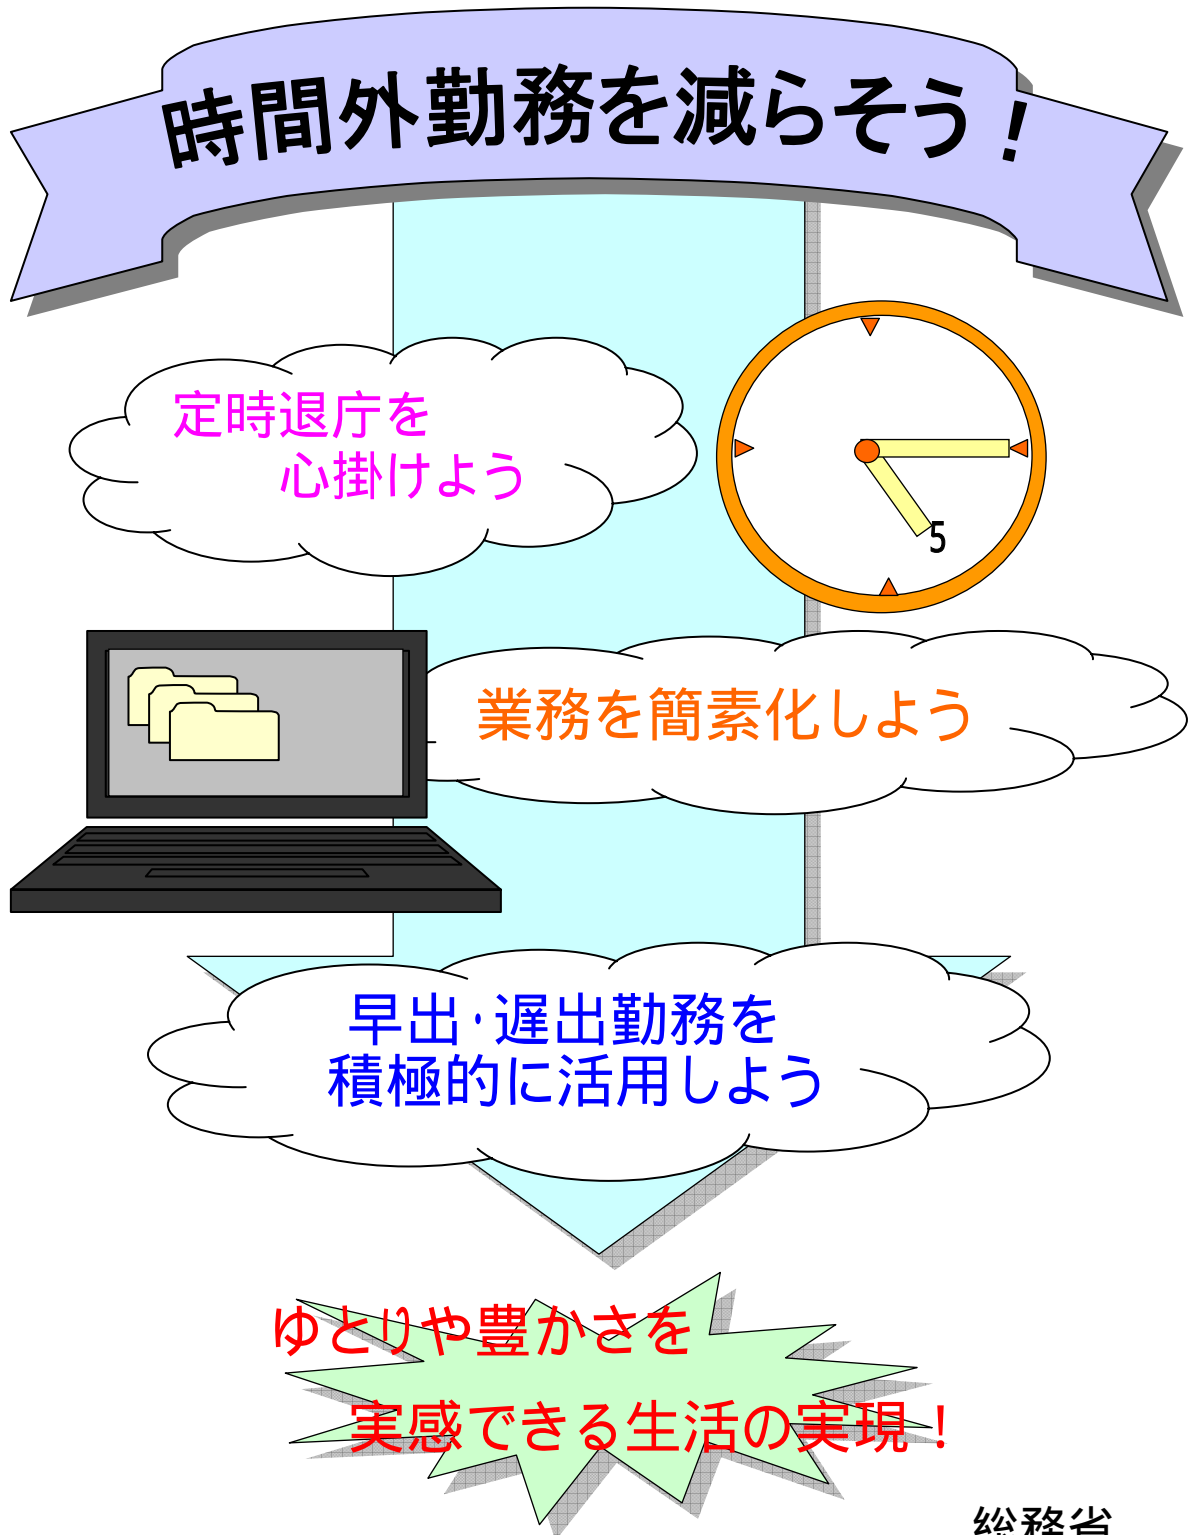 時間外勤務を減らそう！
定時退庁を
心掛けよう
5
業務を簡素化しよう
早出・遅出勤務を
積極的に活用しよう
ゆとりや豊かさを
実感できる生活の実現！
総務省